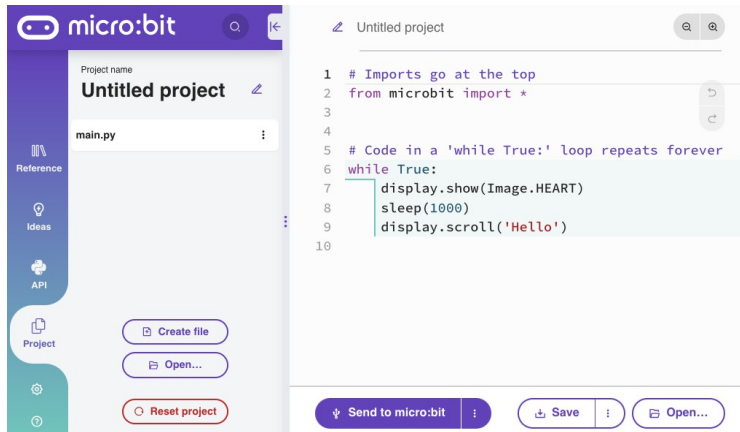 micro:bit
Project name
Untitled project
main.py
Reference
Ideas
API
Project
Create file
Open...
Reset project
Untitled project
1 # Imports go at the top
2 from microbit import *
3
4
5 # Code in a 'while True:' loop repeats forever
6 while True:
7 display.show(Image.HEART)
8 sleep(1000)
9 display.scroll('Hello')
10
Send to micro:bit
Save
Open...